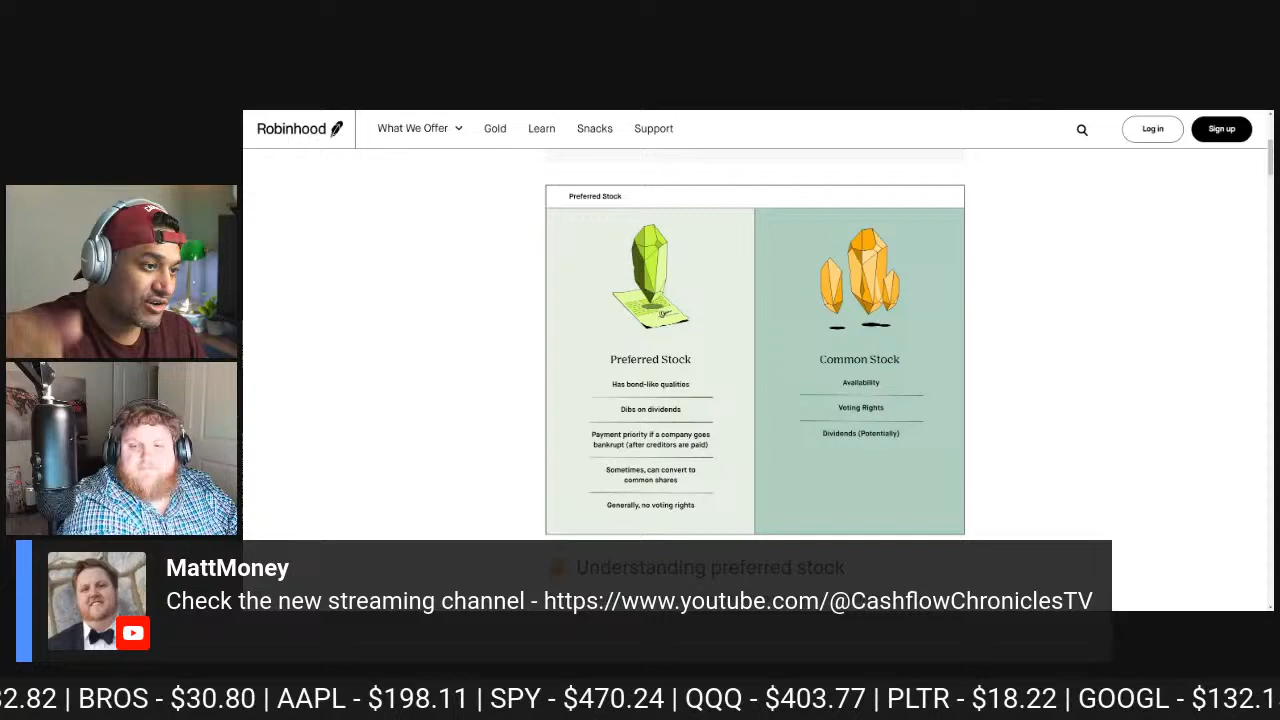 Robinhood
What We Offer
Gold
Learn
Snacks
Support
Log in
Sign up
Preferred Stock
Preferred Stock
Has bond-like qualities
Dibs on dividends
Payment priority if a company goes
bankrupt (after creditors are paid)
Sometimes, can convert to
common shares
Generally, no voting rights
Common Stock
Availability
Voting Rights
Dividends (Potentially)
Understanding preferred stock
MattMoney
Check the new streaming channel - https://www.youtube.com/@CashflowChroniclesTV
32.82 | BROS - $30.80 | AAPL - $198.11 | SPY - $470.24 | QQQ - $403.77 | PLTR - $18.22 | GOOGL - $132.1